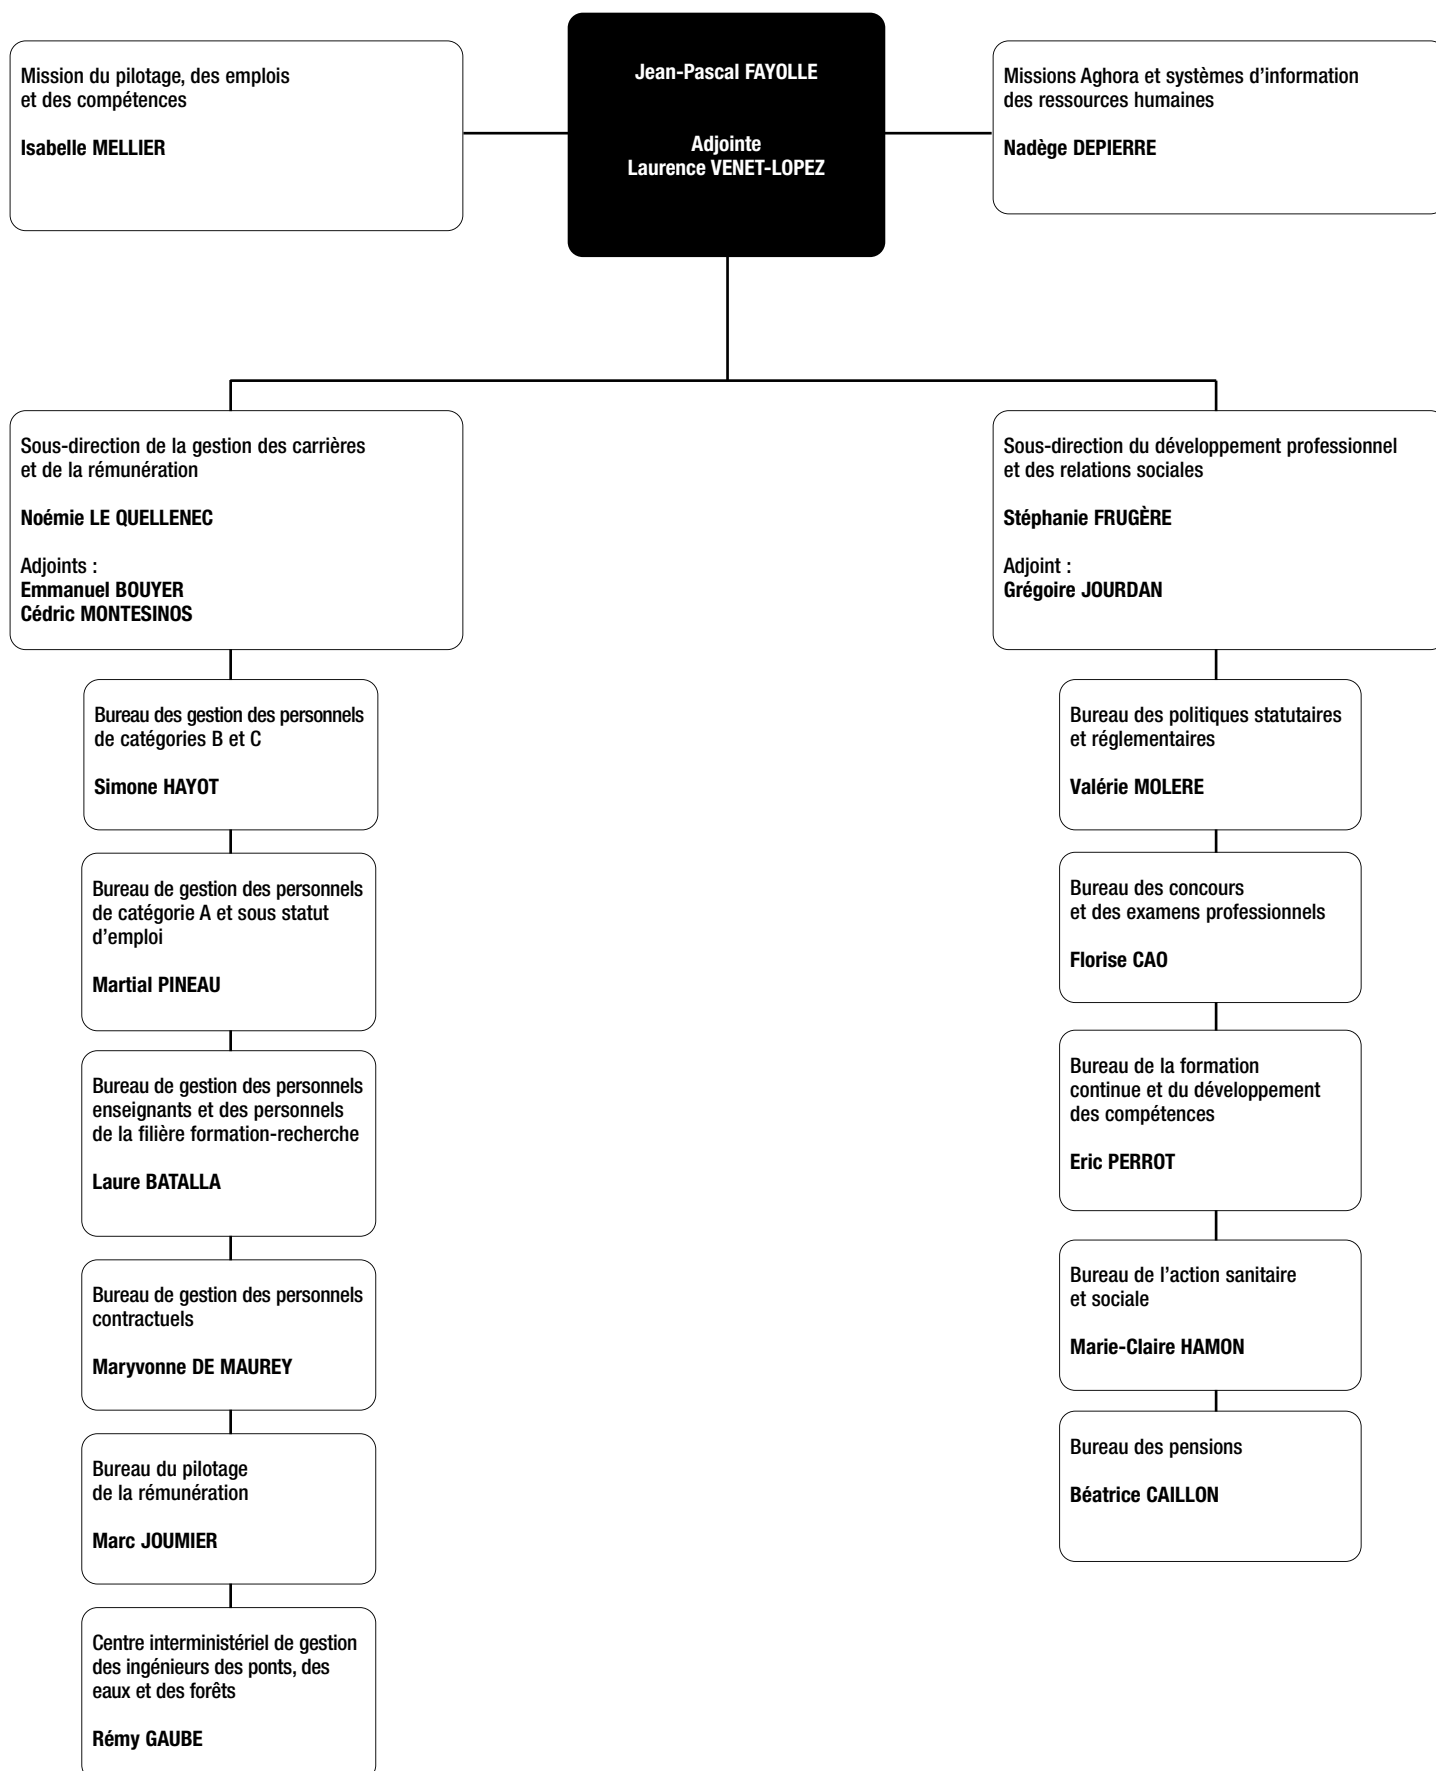 Mission du pilotage, des emplois
et des compétences
Isabelle MELLIER
Jean-Pascal FAYOLLE
Adjointe
Laurence VENET-LOPEZ
Missions Aghora et systèmes d'information
des ressources humaines
Nadège DEPIERRE
Sous-direction de la gestion des carrières
et de la rémunération
Noémie LE QUELLENEC
Adjoints :
Emmanuel BOUYER
Cédric MONTESINOS
Bureau des gestion des personnels
de catégories B et C
Simone HAYOT
Bureau de gestion des personnels
de catégorie A et sous statut
d'emploi
Martial PINEAU
Bureau de gestion des personnels
enseignants et des personnels
de la filière formation-recherche
Laure BATALLA
Bureau de gestion des personnels
contractuels
Maryvonne DE MAUREY
Bureau du pilotage
de la rémunération
Marc JOUMIER
Centre interministériel de gestion
des ingénieurs des ponts, des
eaux et des forêts
Rémy GAUBE
Sous-direction du développement professionnel
et des relations sociales
Stéphanie FRUGÈRE
Adjoint :
Grégoire JOURDAN
Bureau des politiques statutaires
et réglementaires
Valérie MOLERE
Bureau des concours
et des examens professionnels
Florise CAO
Bureau de la formation
continue et du développement
des compétences
Eric PERROT
Bureau de l'action sanitaire
et sociale
Marie-Claire HAMON
Bureau des pensions
Béatrice CAILLON